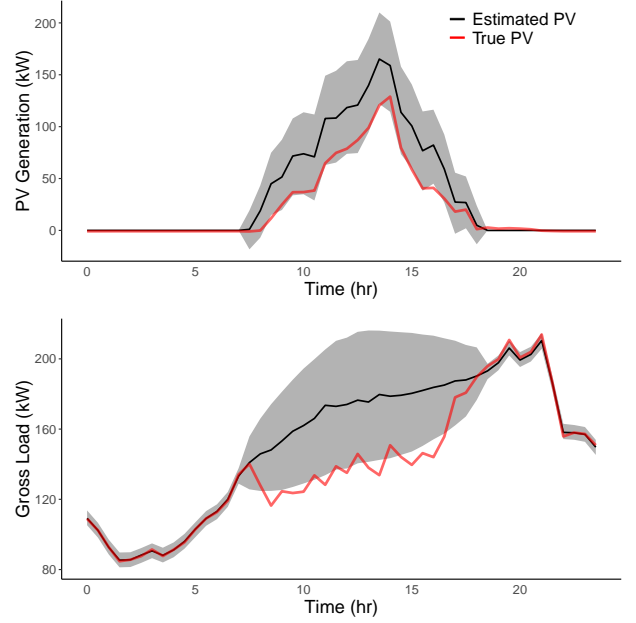 200
150
100
50
0
PV Generation (kW)
Estimated PV
True PV
0 5 10 15 20
Time (hr)
200
160
120
80
Gross Load (kW)
0 5 10 15 20
Time (hr)